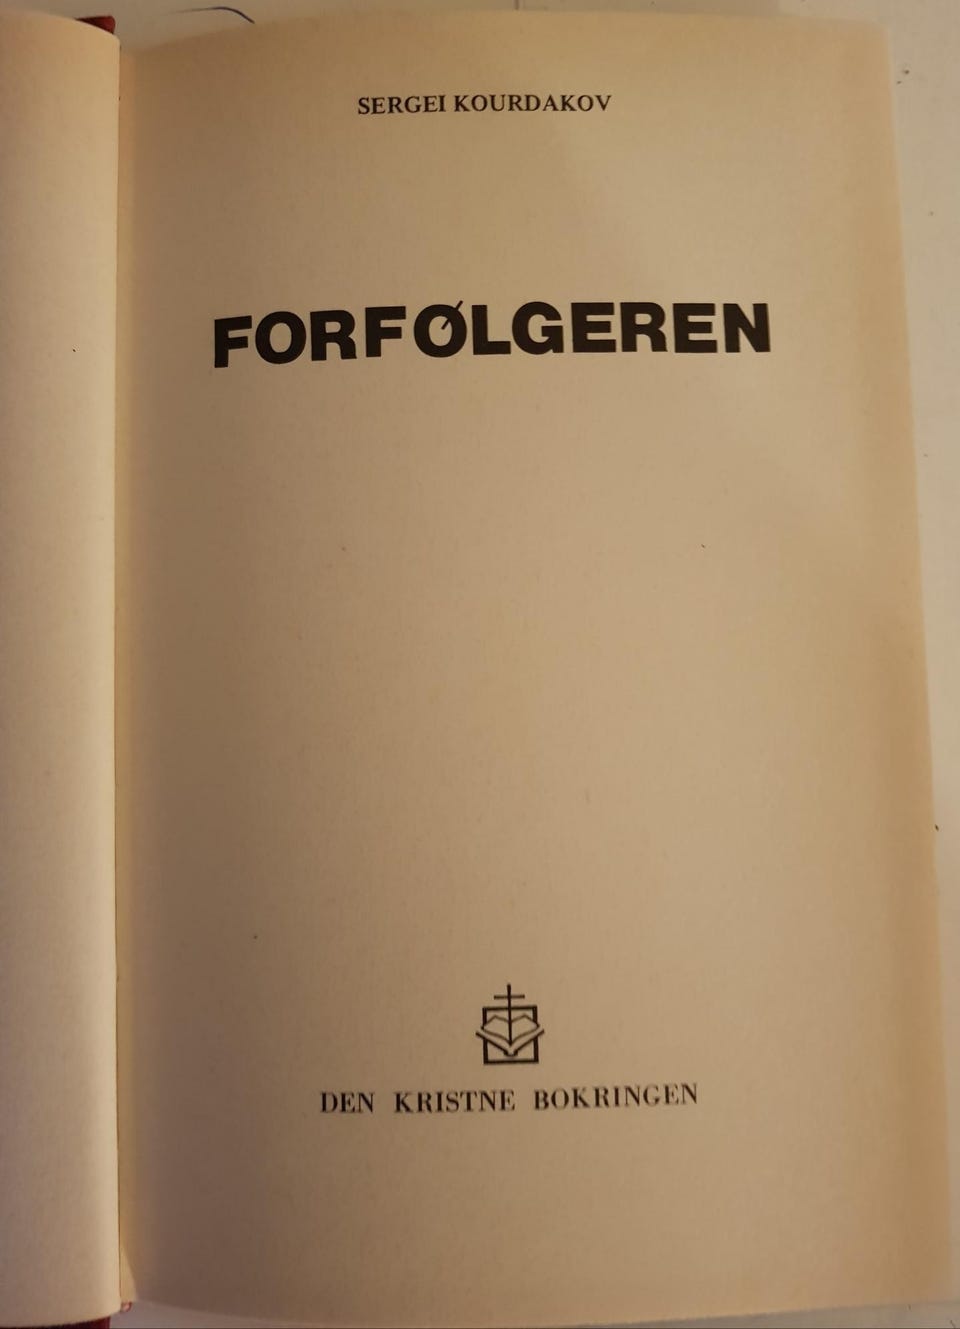 SERGEI KOURDAKOV
FORFØLGEREN
DEN KRISTNE BOKRINGEN